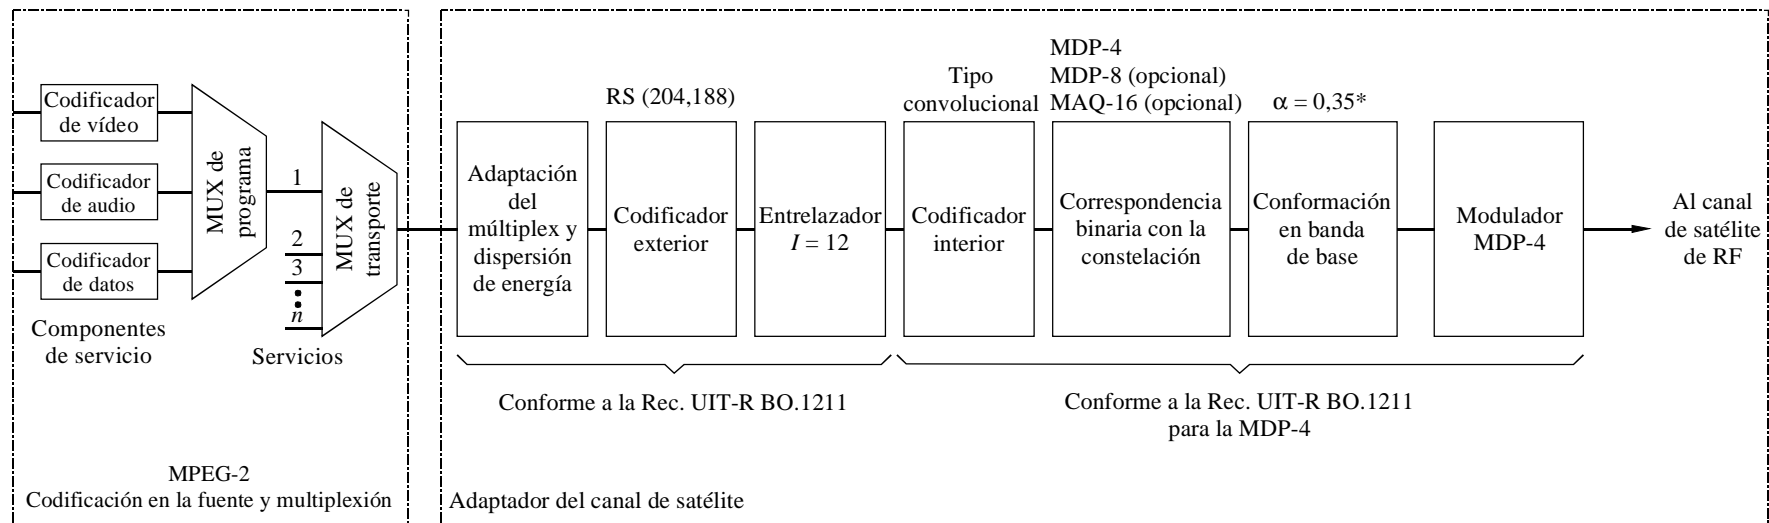 Codificador
de vídeo
Codificador
de audio
Codificador
de datos
Componentes
de servicio
MUX de
programa
1
2
3
n
Servicios
MUX de
transporte
MPEG-2
Codificación en la fuente y multiplexión
Adaptación
del
múltiplex y
dispersión
de energía
RS (204,188)
Codificador
exterior
Entrelazador
I = 12
Conforme a la Rec. UIT-R BO.1211
Tipo
convolucional
Codificador
interior
MDP-4
MDP-8 (opcional)
MAQ-16 (opcional)
Correspondencia
binaria con la
constelación
α = 0,35*
Conformación
en banda
de base
Modulador
MDP-4
Al canal
de satélite
de RF
Conforme a la Rec. UIT-R BO.1211
para la MDP-4
Adaptador del canal de satélite